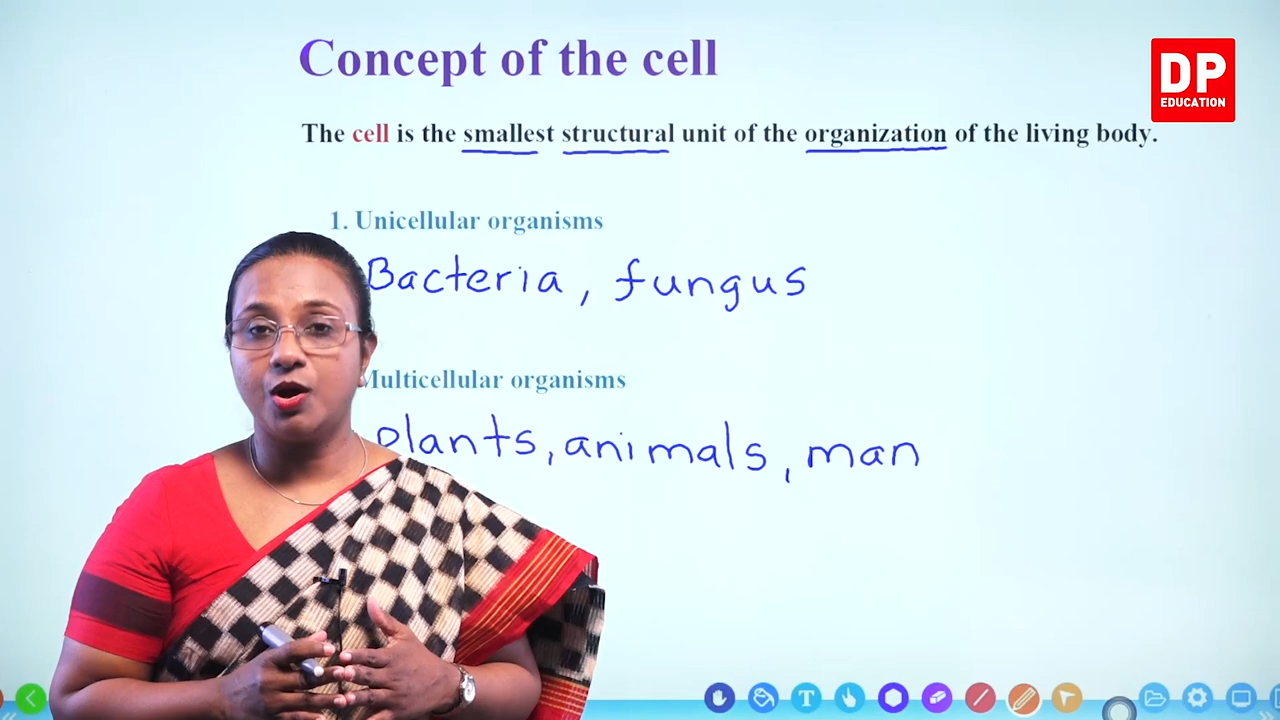 Concept of the cell
DP
EDUCATION
The cell is the smallest structural unit of the organization of the living body.
1. Unicellular organisms
Bacteria, fungus
Multicellular organisms
plants, animals, man